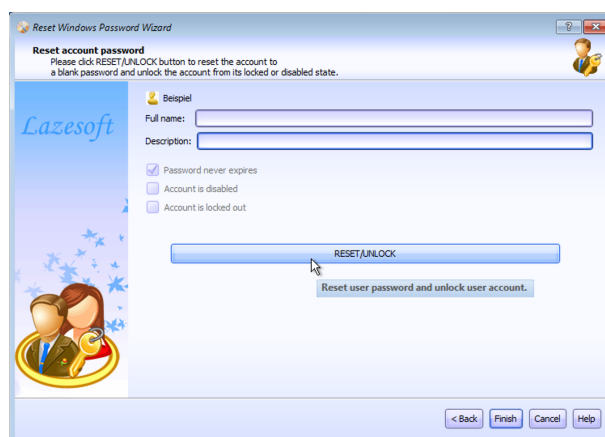 Reset Windows Password Wizard
Reset account password
Please click RESET/UNLOCK button to reset the account to
a blank password and unlock the account from its locked or disabled state.
Lazesoft
Beispiel
Full name:
Description:
Password never expires
Account is disabled
Account is locked out
RESET/UNLOCK
Reset user password and unlock user account.
< Back Finish Cancel Help